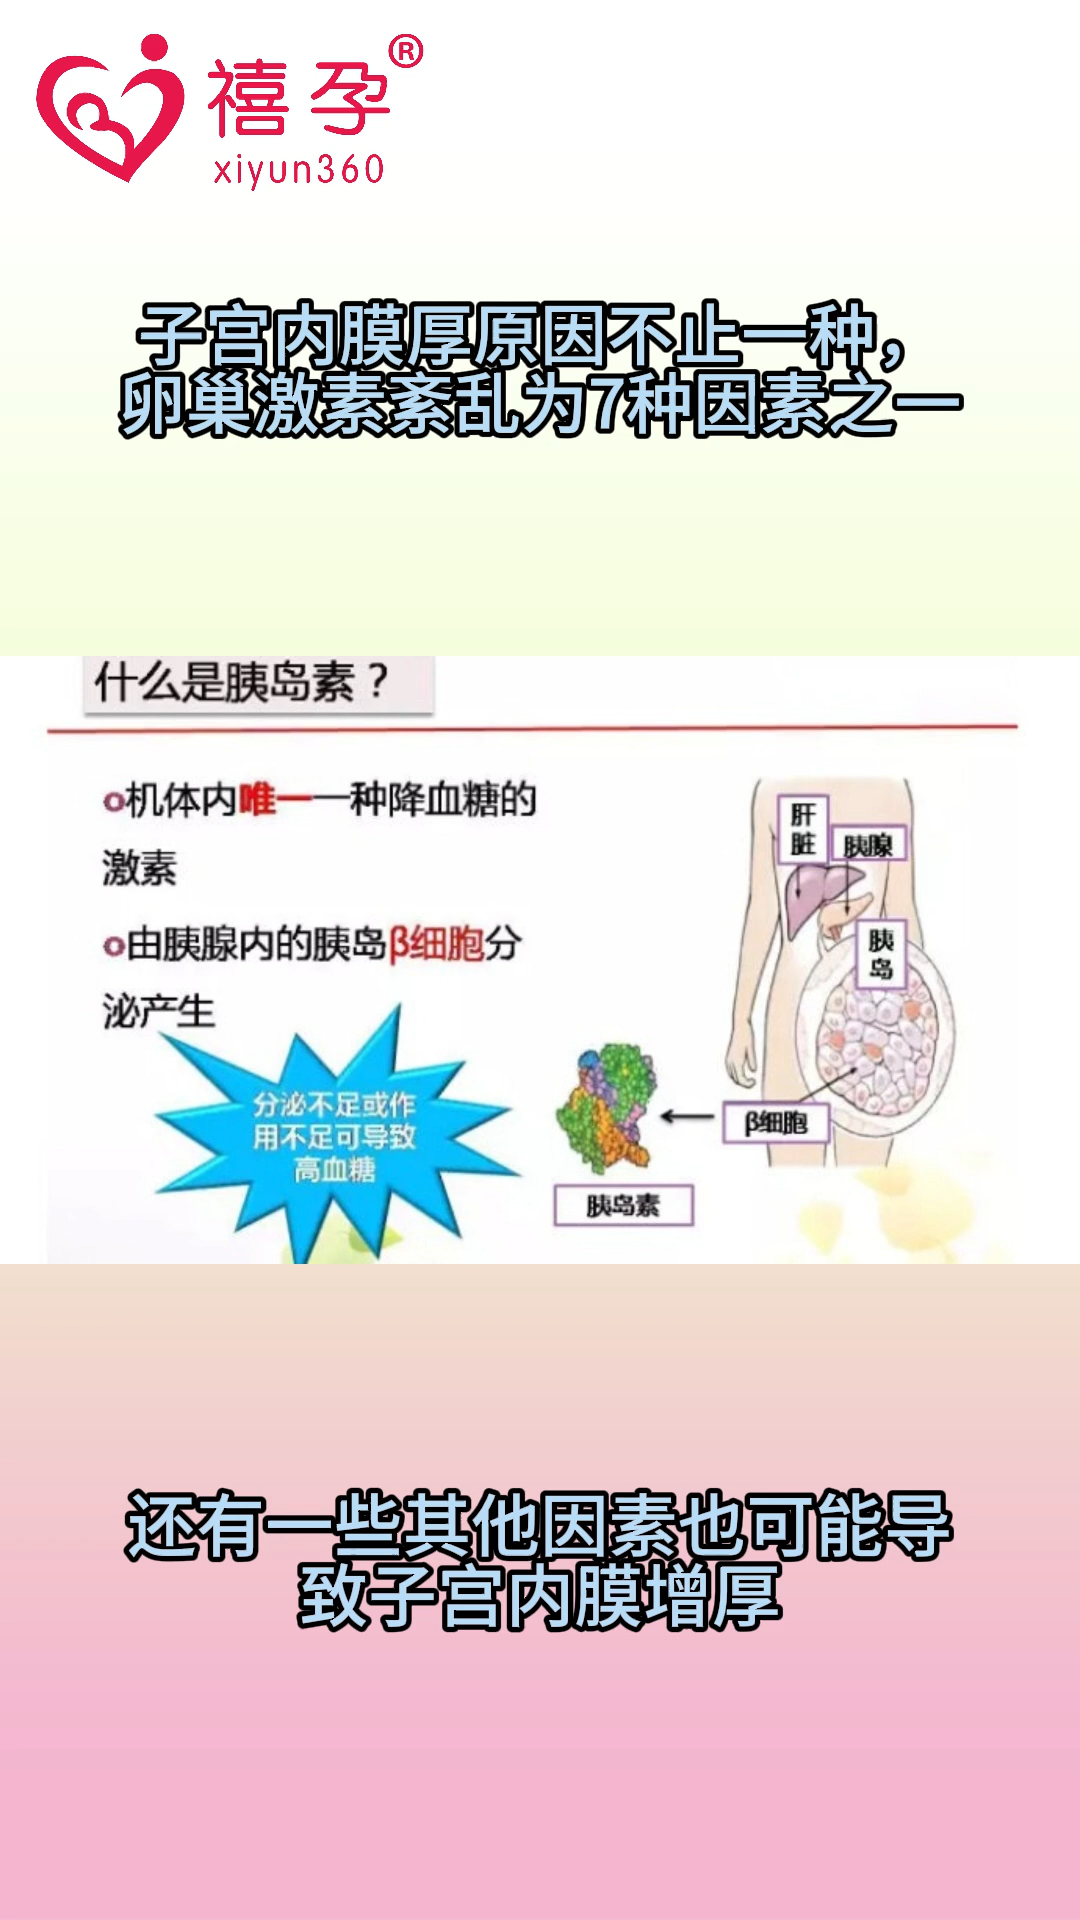 禧孕®
xiyun360
子宫内膜厚原因不止一种，
卵巢激素紊乱为7种因素之一
什么是胰岛素？
机体内唯一一种降血糖的
激素
由胰腺内的胰岛β细胞分
泌产生
分泌不足或作
用不足可导致
高血糖
肝
脏
胰腺
胰
岛
β细胞
胰岛素
还有一些其他因素也可能导
致子宫内膜增厚